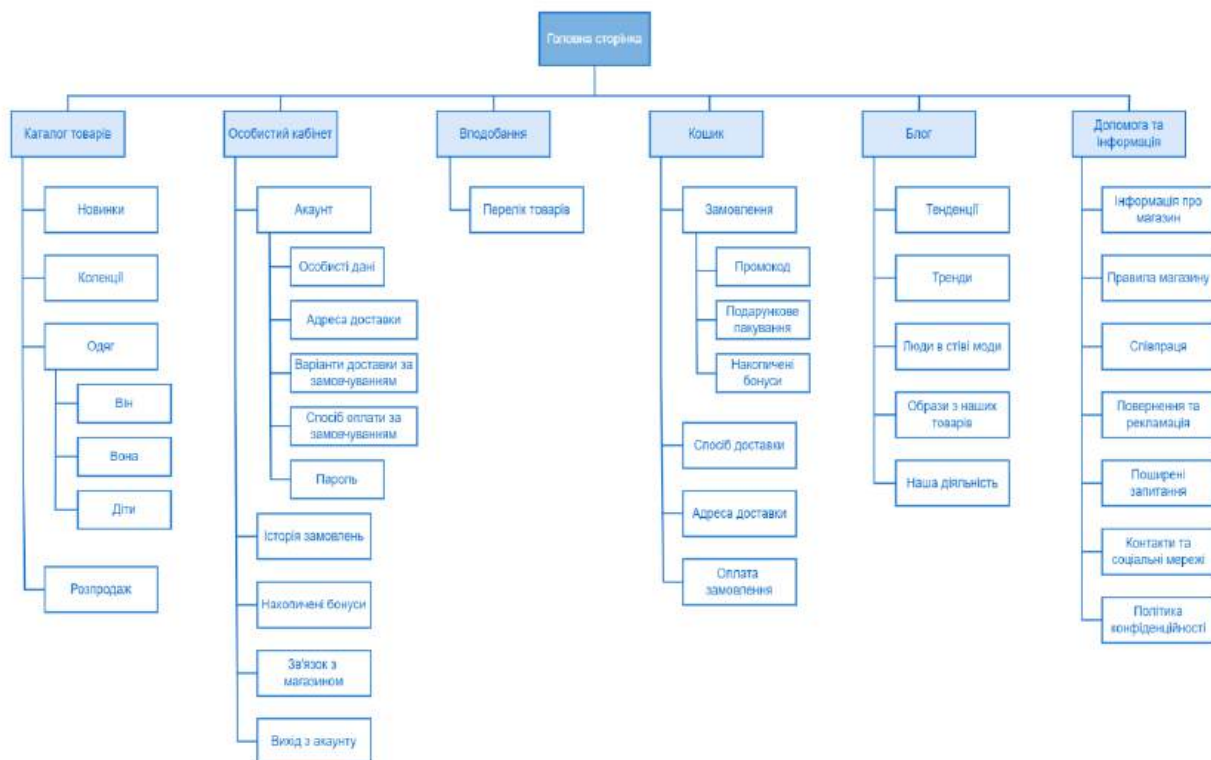 Головна сторінка
Каталог товарів
Новинки
Колекції
Одяг
Він
Вона
Діти
Розпродаж
Особистий кабінет
Акаунт
Особисті дані
Адреса доставки
Варіанти доставки за
замовчуванням
Спосіб оплати за
замовчуванням
Пароль
Історія замовлень
Накопичені бонуси
Зв'язок з
магазином
Вихід з акаунту
Вподобання
Перелік товарів
Кошик
Замовлення
Промокод
Подарункове
пакування
Накопичені
бонуси
Спосіб доставки
Адреса доставки
Оплата
замовлення
Блог
Тенденції
Тренди
Люди в стіві моди
Образи з наших
товарів
Наша діяльність
Допомога та
інформація
Інформація про
магазин
Правила магазину
Співпраця
Повернення та
рекламація
Поширені
запитання
Контакти та
соціальні мережі
Політика
конфіденційності